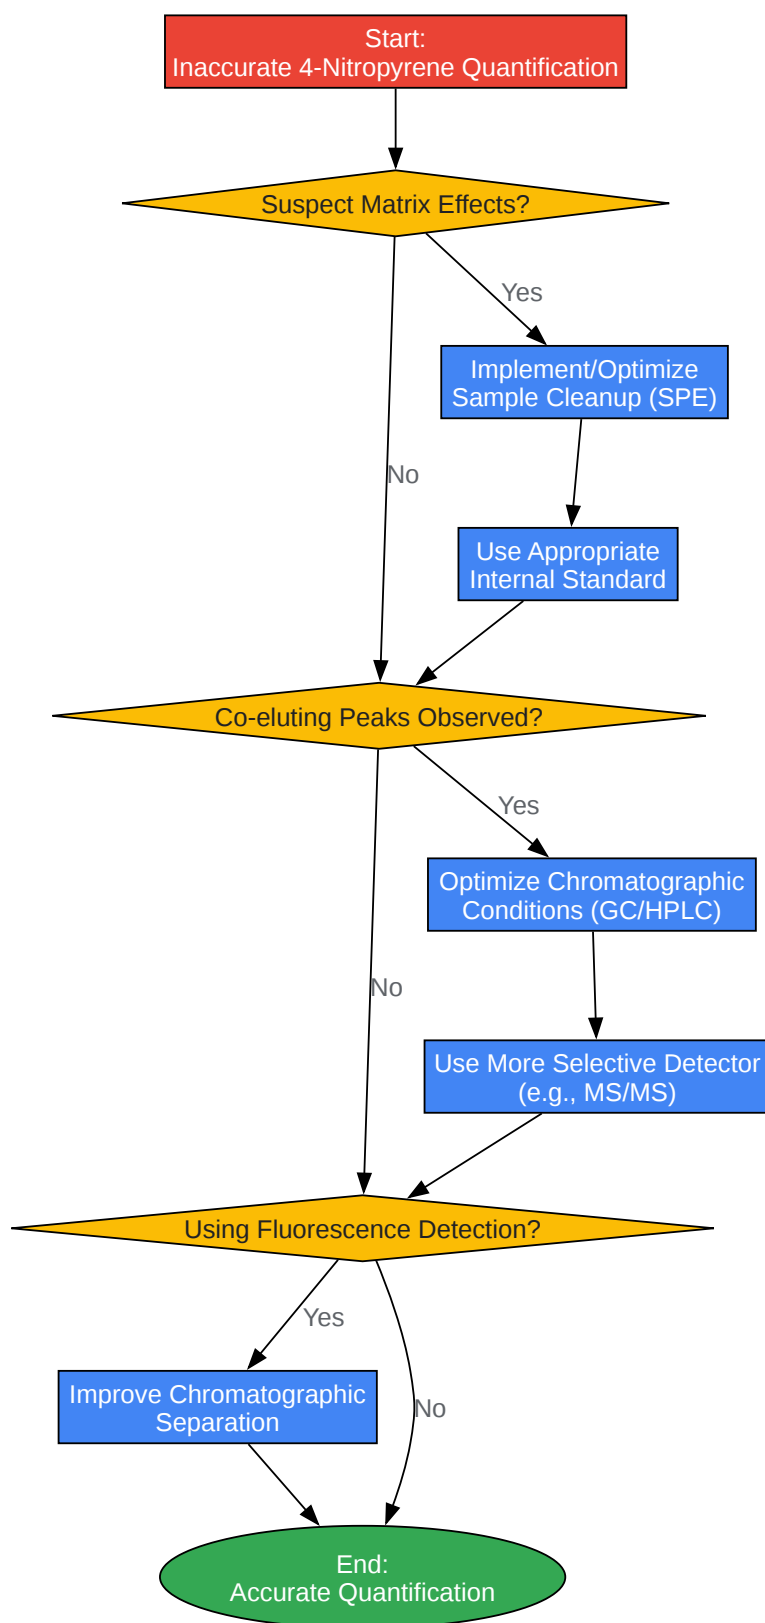 Start:
Inaccurate 4-Nitropyrene Quantification
Suspect Matrix Effects?
Yes
Implement/Optimize
Sample Cleanup (SPE)
No
Use Appropriate
Internal Standard
Co-eluting Peaks Observed?
Yes
Optimize Chromatographic
Conditions (GC/HPLC)
No
Use More Selective Detector
(e.g., MS/MS)
Using Fluorescence Detection?
Yes
Improve Chromatographic
Separation
No
End:
Accurate Quantification